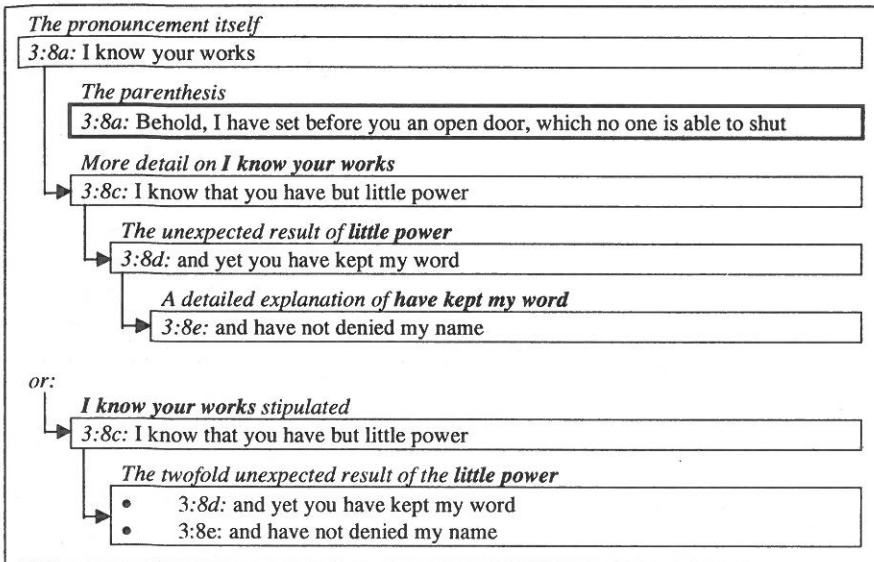 The pronouncement itself
3:8a: I know your works
The parenthesis
3:8a: Behold, I have set before you an open door, which no one is able to shut
More detail on I know your works
3:8c: I know that you have but little power
The unexpected result of little power
3:8d: and yet you have kept my word
A detailed explanation of have kept my word
3:8e: and have not denied my name
or:
I know your works stipulated
3:8c: I know that you have but little power
The twofold unexpected result of the little power
• 3:8d: and yet you have kept my word
• 3:8e: and have not denied my name